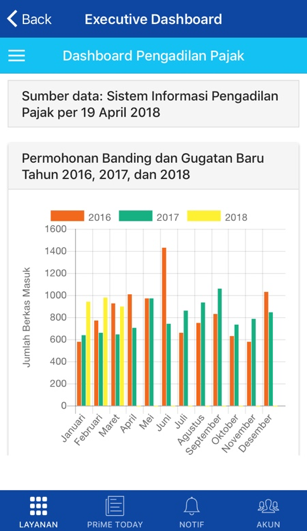 Back Executive Dashboard
Dashboard Pengadilan Pajak
Sumber data: Sistem Informasi Pengadilan
Pajak per 19 April 2018
Permohonan Banding dan Gugatan Baru
Tahun 2016, 2017, dan 2018
2016 2017 2018
Jumlah Berkas Masuk
1600
1400
1200
1000
800
600
400
200
0
Januari
Februari
Maret
April
Mei
Juni
Juli
Agustus
September
Oktober
November
Desember
LAYANAN PRiME TODAY NOTIF AKUN